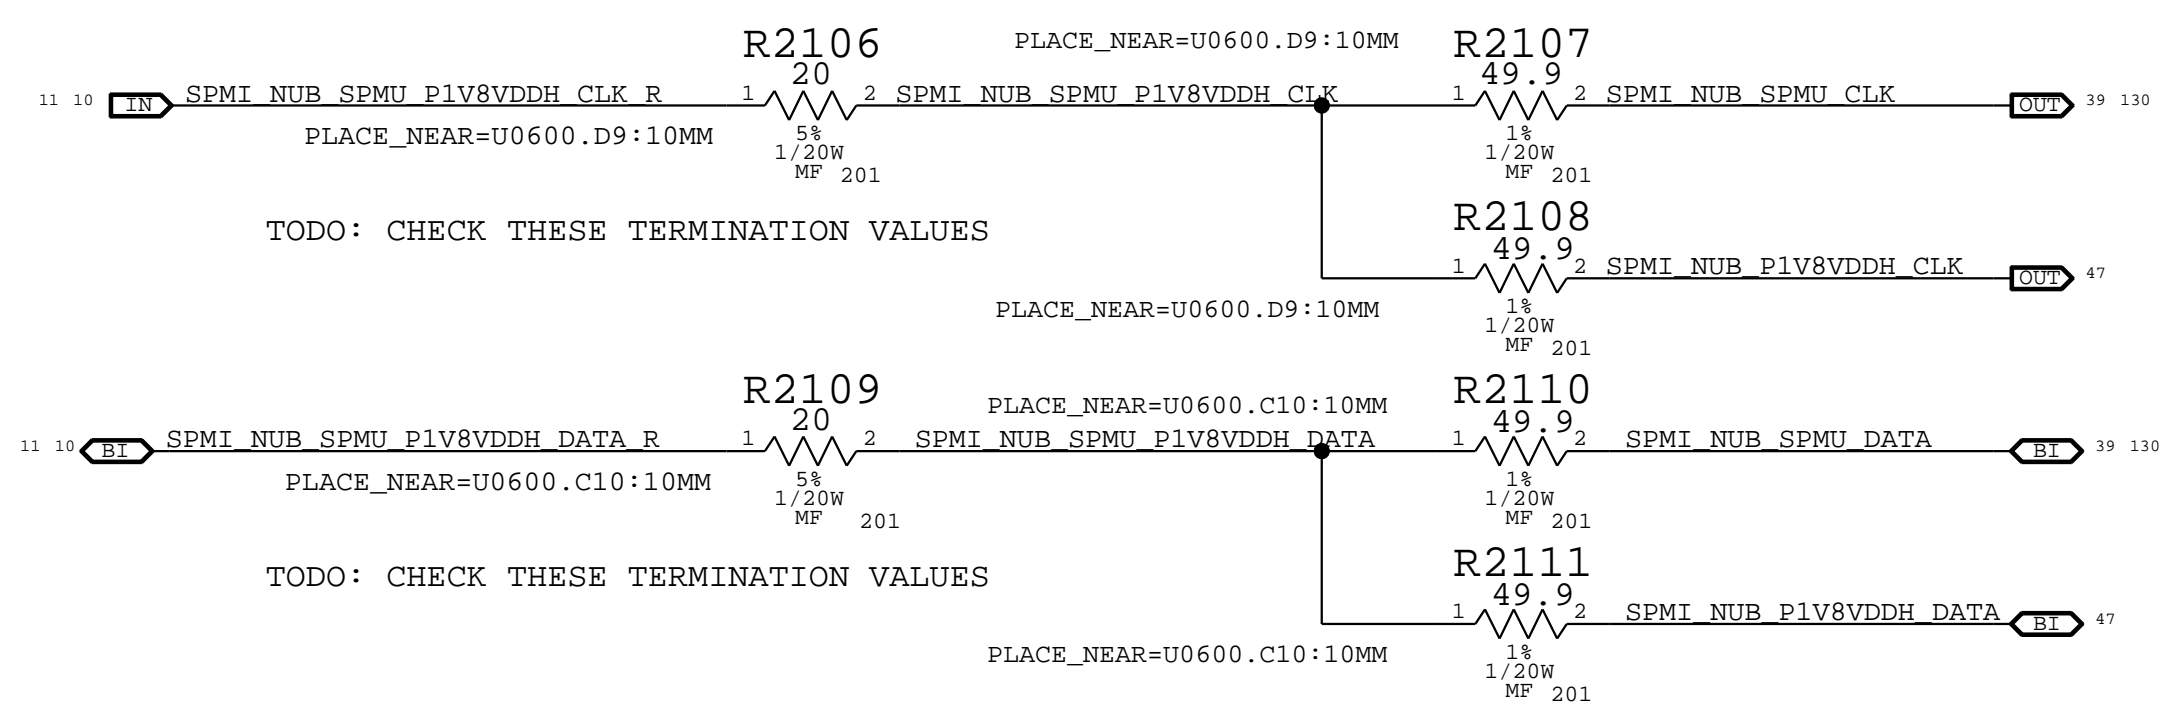 R2106
PLACE_NEAR=U0600.D9:10MM
R2107
20
49.9
11 10 IN SPMI_NUB_SPMU_P1V8VDDH_CLK_R 1 2 SPMI_NUB_SPMU_P1V8VDDH_CLK 1 2 SPMI_NUB_SPMU_CLK OUT 39 130
PLACE_NEAR=U0600.D9:10MM
5%
1%
1/20W
1/20W
MF 201
MF 201
TODO: CHECK THESE TERMINATION VALUES
R2108
49.9
1 2 SPMI_NUB_P1V8VDDH_CLK OUT 47
PLACE_NEAR=U0600.D9:10MM
1%
1/20W
MF 201
R2109
PLACE_NEAR=U0600.C10:10MM
R2110
20
49.9
11 10 BI SPMI_NUB_SPMU_P1V8VDDH_DATA_R 1 2 SPMI_NUB_SPMU_P1V8VDDH_DATA 1 2 SPMI_NUB_SPMU_DATA BI 39 130
PLACE_NEAR=U0600.C10:10MM
5%
1%
1/20W
1/20W
MF 201
MF 201
TODO: CHECK THESE TERMINATION VALUES
R2111
49.9
1 2 SPMI_NUB_P1V8VDDH_DATA BI 47
PLACE_NEAR=U0600.C10:10MM
1%
1/20W
MF 201